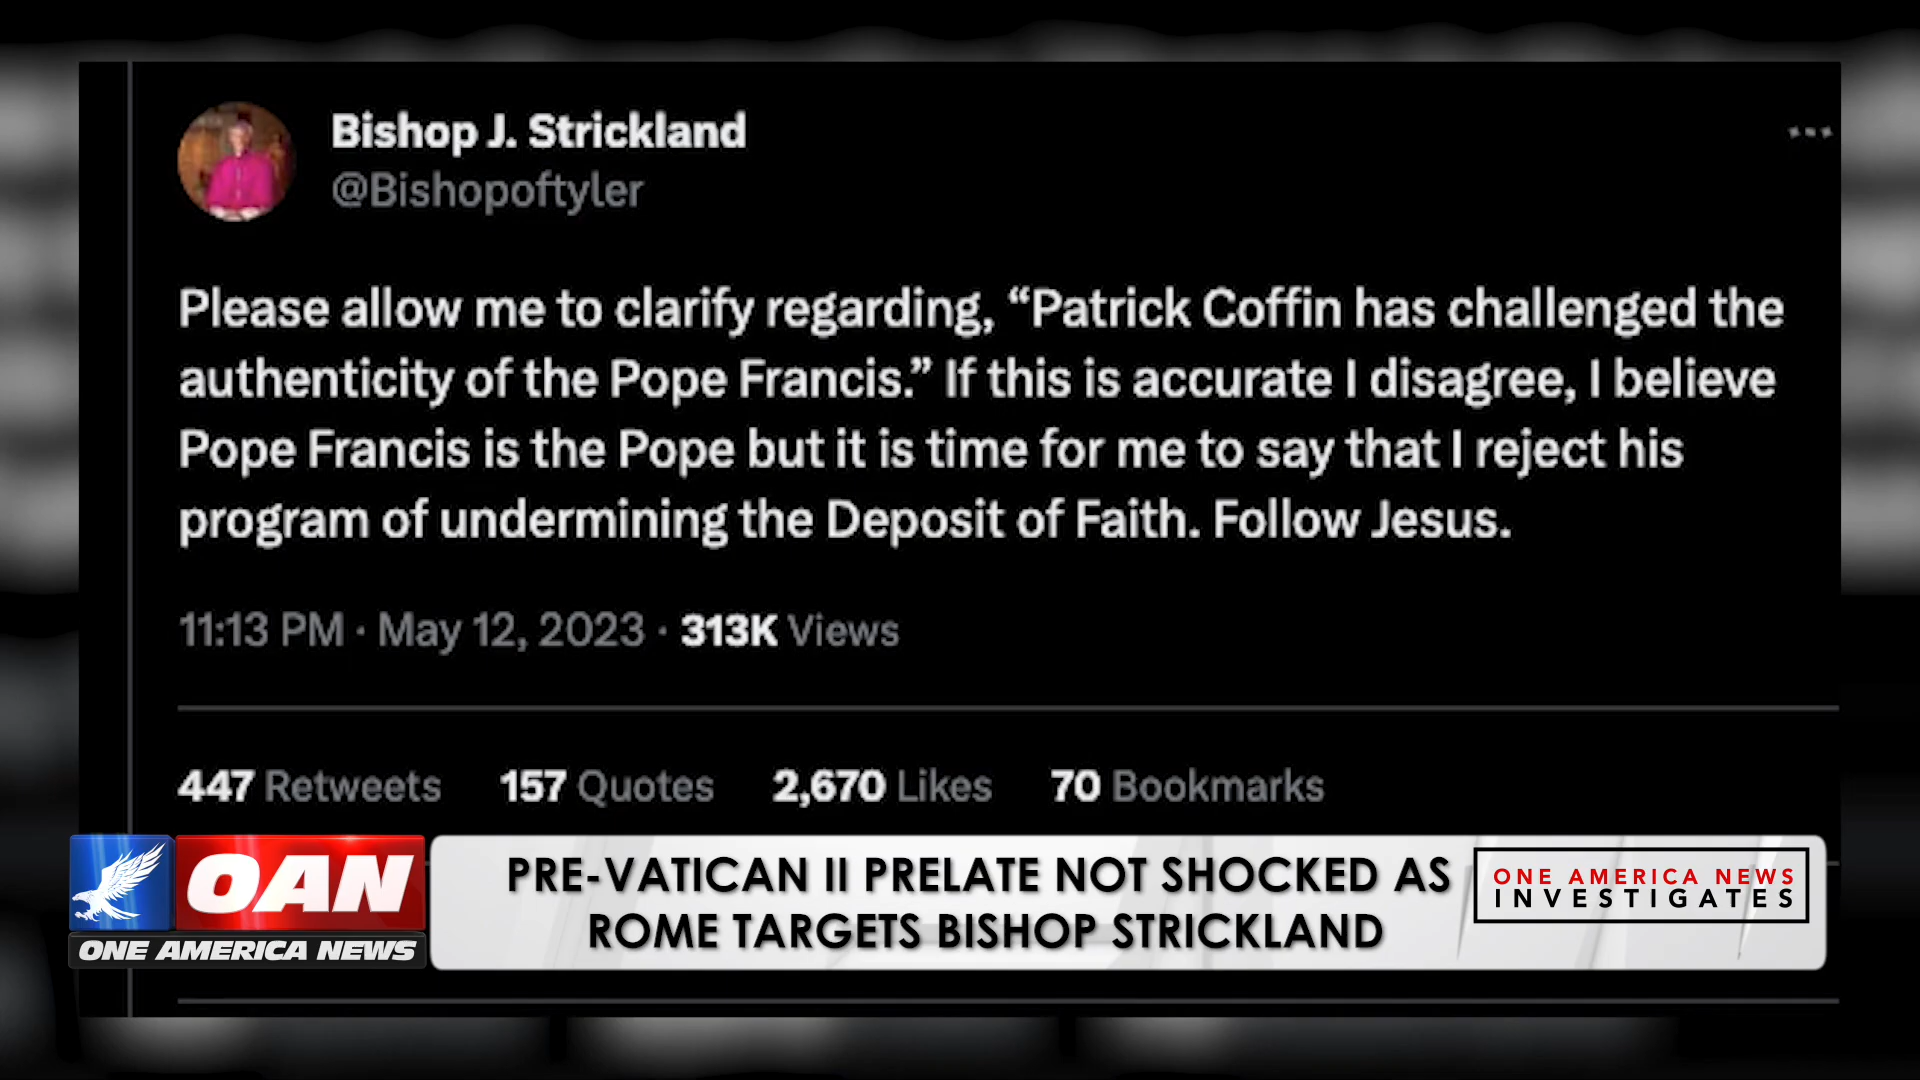 Bishop J. Strickland
@Bishopoftyler
Please allow me to clarify regarding, “Patrick Coffin has challenged the
authenticity of the Pope Francis.” If this is accurate I disagree, I believe
Pope Francis is the Pope but it is time for me to say that I reject his
program of undermining the Deposit of Faith. Follow Jesus.
11:13 PM · May 12, 2023 · 313K Views
447 Retweets 157 Quotes 2,670 Likes 70 Bookmarks
OAN
ONE AMERICA NEWS
PRE-VATICAN II PRELATE NOT SHOCKED AS
ROME TARGETS BISHOP STRICKLAND
ONE AMERICA NEWS
INVESTIGATES